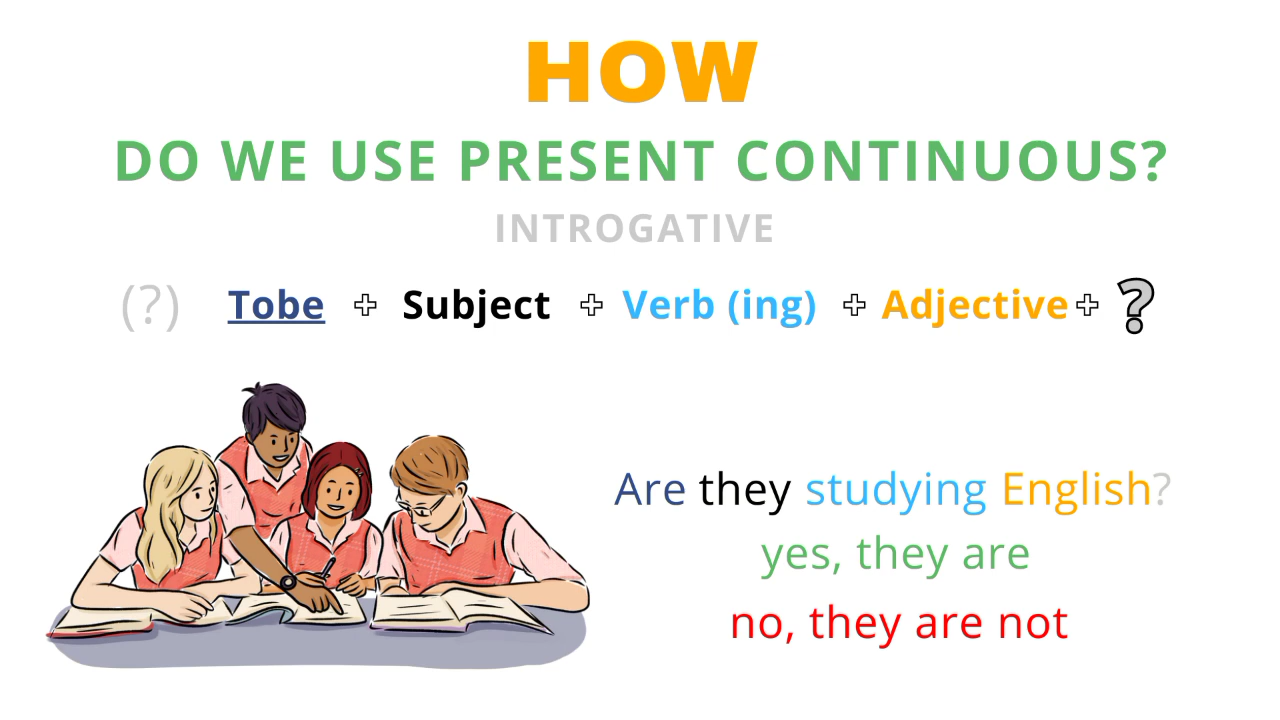 HOW
DO WE USE PRESENT CONTINUOUS?
INTROGATIVE
(?) Tobe + Subject + Verb (ing) + Adjective + ?
Are they studying English?
yes, they are
no, they are not